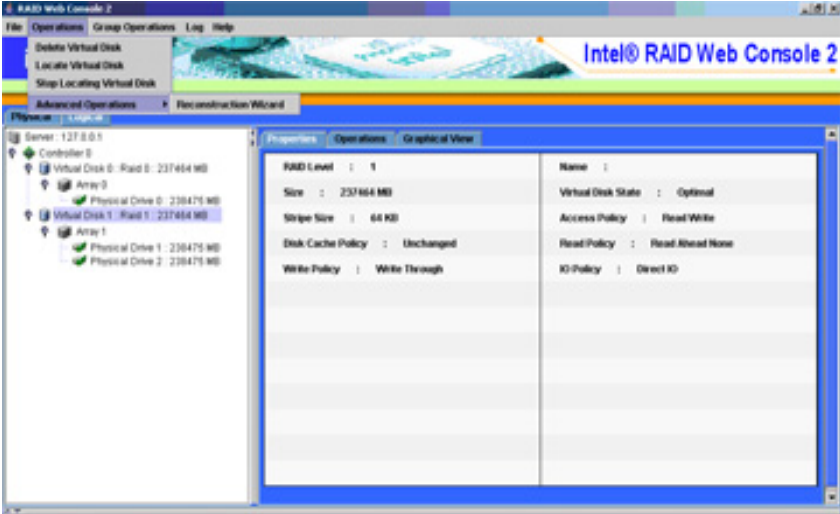 RAID Web Console 2
File Operations Group Operations Log Help
Delete Virtual Disk
Locate Virtual Disk
Stop Locating Virtual Disk
Advanced Operations
Reconstruction Wizard
Intel® RAID Web Console 2
Physical Logical
Server: 127.0.0.1
Controller 0
Virtual Disk 0 : Raid 0 : 237464 MB
Array 0
Physical Drive 0 : 238475 MB
Virtual Disk 1 : Raid 1 : 237464 MB
Array 1
Physical Drive 1 : 238475 MB
Physical Drive 2 : 238475 MB
Properties Operations Graphical View
RAID Level : 1
Size : 237464 MB
Stripe Size : 64 KB
Disk Cache Policy : Unchanged
Write Policy : Write Through
Name :
Virtual Disk State : Optimal
Access Policy : Read Write
Read Policy : Read Ahead None
IO Policy : Direct IO